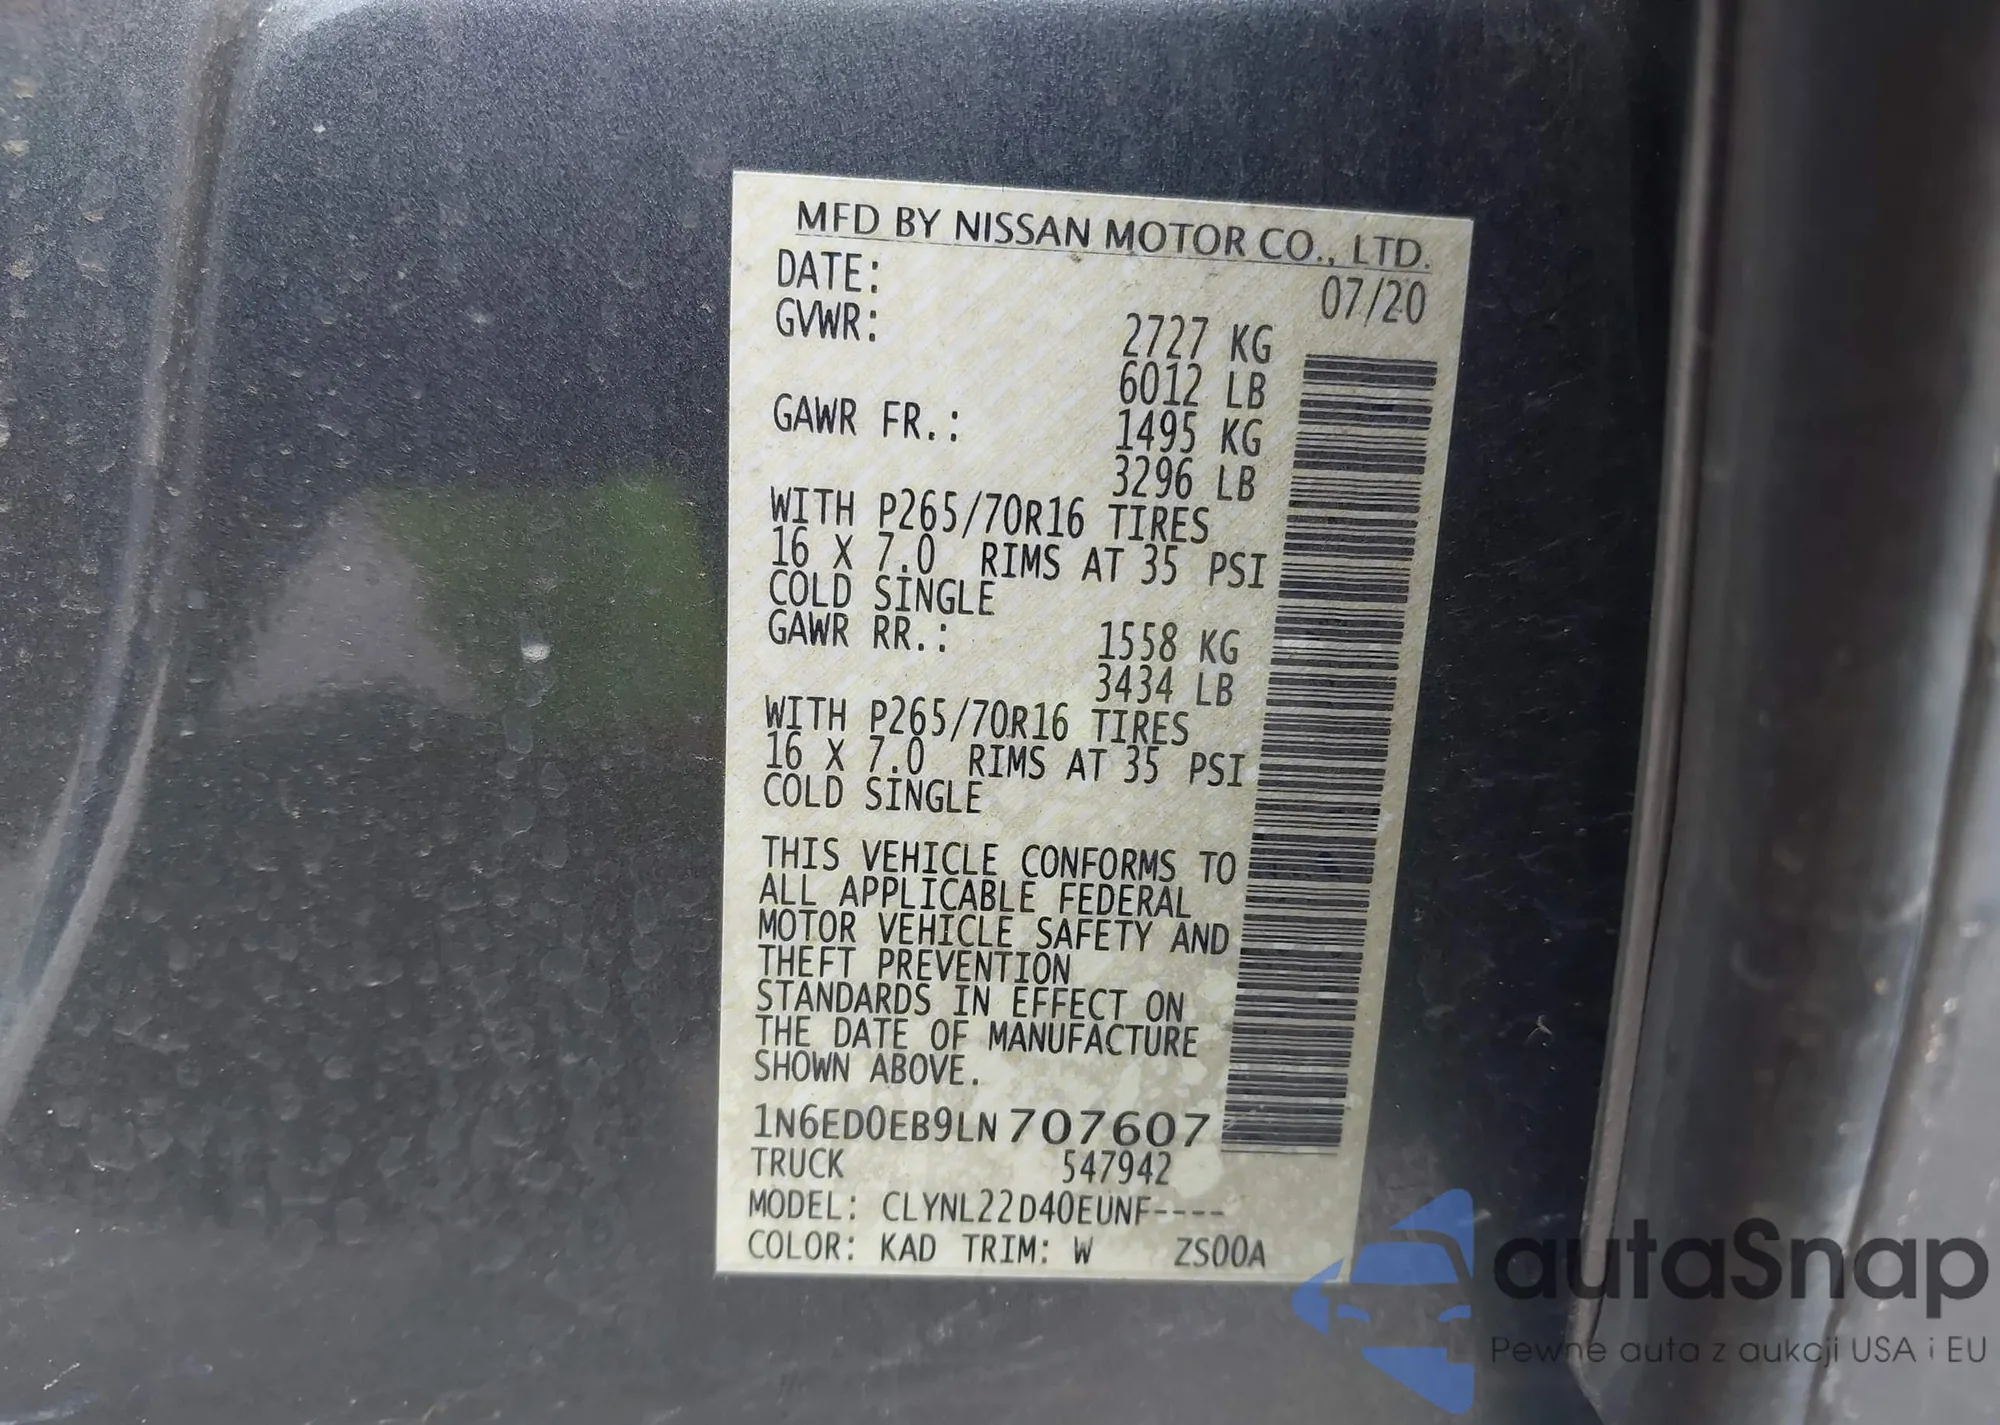 MFD BY NISSAN MOTOR CO., LTD.
DATE: 07/20
GVWR: 2727 KG
6012 LB
GAWR FR.: 1495 KG
3296 LB
WITH P265/70R16 TIRES
16 X 7.0 RIMS AT 35 PSI
COLD SINGLE
GAWR RR.: 1558 KG
3434 LB
WITH P265/70R16 TIRES
16 X 7.0 RIMS AT 35 PSI
COLD SINGLE
THIS VEHICLE CONFORMS TO
ALL APPLICABLE FEDERAL
MOTOR VEHICLE SAFETY AND
THEFT PREVENTION
STANDARDS IN EFFECT ON
THE DATE OF MANUFACTURE
SHOWN ABOVE.
1N6ED0EB9LN707607
TRUCK 547942
MODEL: CLYNL22D40EUNF----
COLOR: KAD TRIM: W ZS00A
autaSnap
Pewne auta z aukcji USA i EU